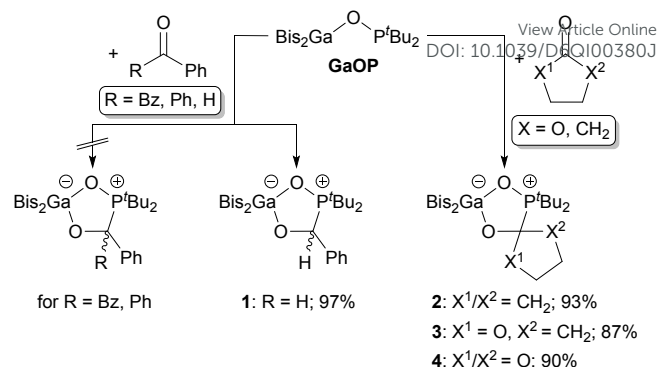 O
+ R Ph
R = Bz, Ph, H
Bis₂Ga O PᵗBu₂
GaOP
View Article Online
DOI: 10.1039/D6QI00380J
+ O
X¹ X²
X = O, CH₂
⊖ O ⊕
Bis₂Ga PᵗBu₂
O
R Ph
for R = Bz, Ph
⊖ O ⊕
Bis₂Ga PᵗBu₂
O
H Ph
1: R = H; 97%
⊖ O ⊕
Bis₂Ga PᵗBu₂
O X²
X¹
2: X¹/X² = CH₂; 93%
3: X¹ = O, X² = CH₂; 87%
4: X¹/X² = O: 90%